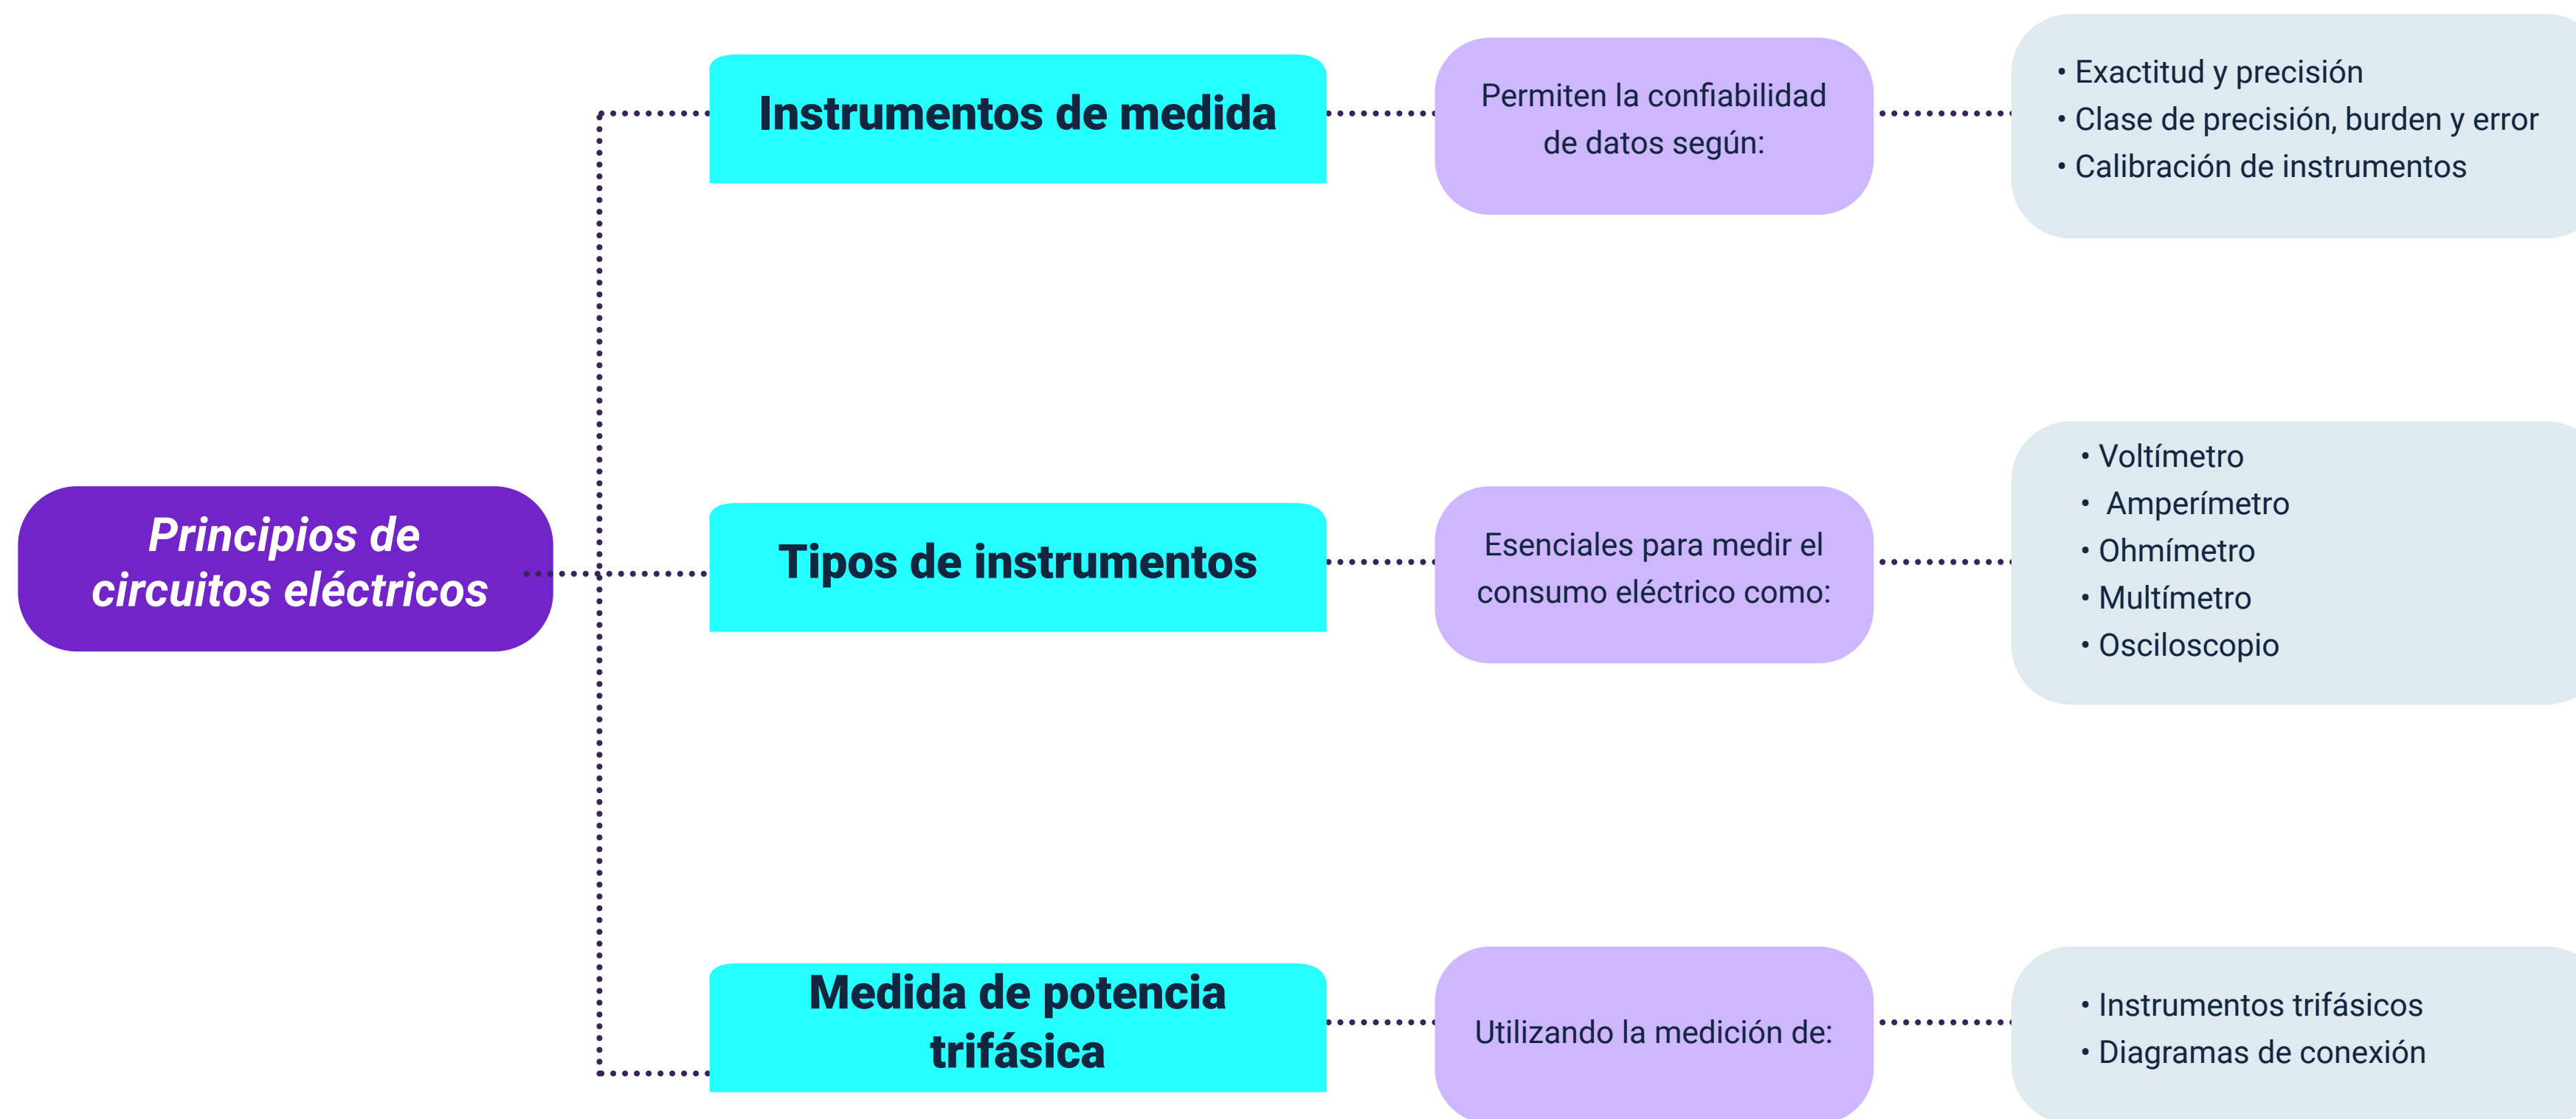 Principios de
circuitos eléctricos
Instrumentos de medida
Permiten la confiabilidad
de datos según:
• Exactitud y precisión
• Clase de precisión, burden y error
• Calibración de instrumentos
Tipos de instrumentos
Esenciales para medir el
consumo eléctrico como:
• Voltímetro
• Amperímetro
• Ohmímetro
• Multímetro
• Osciloscopio
Medida de potencia
trifásica
Utilizando la medición de:
• Instrumentos trifásicos
• Diagramas de conexión